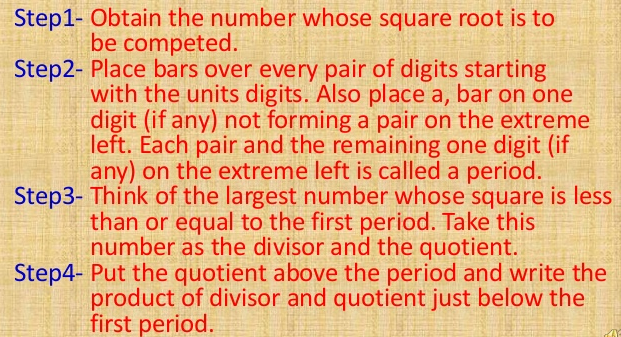 Step1- Obtain the number whose square root is to
be competed.
Step2- Place bars over every pair of digits starting
with the units digits. Also place a, bar on one
digit (if any) not forming a pair on the extreme
left. Each pair and the remaining one digit (if
any) on the extreme left is called a period.
Step3- Think of the largest number whose square is less
than or equal to the first period. Take this
number as the divisor and the quotient.
Step4- Put the quotient above the period and write the
product of divisor and quotient just below the
first period.